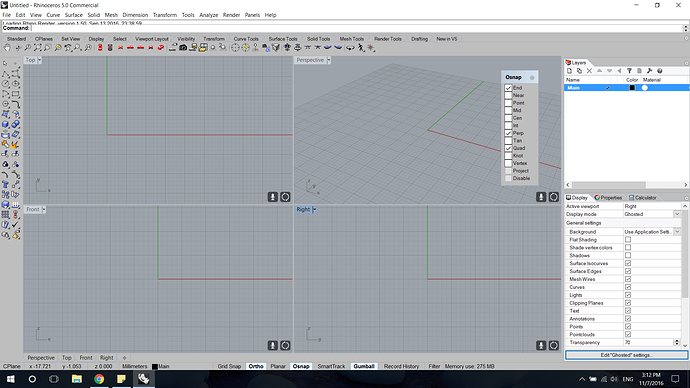 Untitled - Rhinoceros 5.0 Commercial
File Edit View Curve Surface Solid Mesh Dimension Transform Tools Analyze Render Panels Help
Loading Rhino Render, version 1.50, Sep 13 2016, 23:38:59
Command:
Standard CPlanes Set View Display Select Viewport Layout Visibility Transform Curve Tools Surface Tools Solid Tools Mesh Tools Render Tools Drafting New in V5
Top
Perspective
Osnap
End
Near
Point
Mid
Cen
Int
Perp
Tan
Quad
Knot
Vertex
Project
Disable
y
x
Front
Right
z
x
z
y
Layers
Name Color Material
Main
Display Properties Calculator
Active viewport Right
Display mode Ghosted
General settings
Background Use Application Setti...
Flat Shading
Shade vertex colors
Shadows
Surface Isocurves
Surface Edges
Mesh Wires
Curves
Lights
Clipping Planes
Text
Annotations
Points
Pointclouds
Transparency 70
Edit "Ghosted" settings...
Perspective Top Front Right
CPlane x -17.721 y -1.053 z 0.000 Millimeters Main Grid Snap Ortho Planar Osnap SmartTrack Gumball Record History Filter Memory use: 275 MB
ENG
3:12 PM
11/7/2016